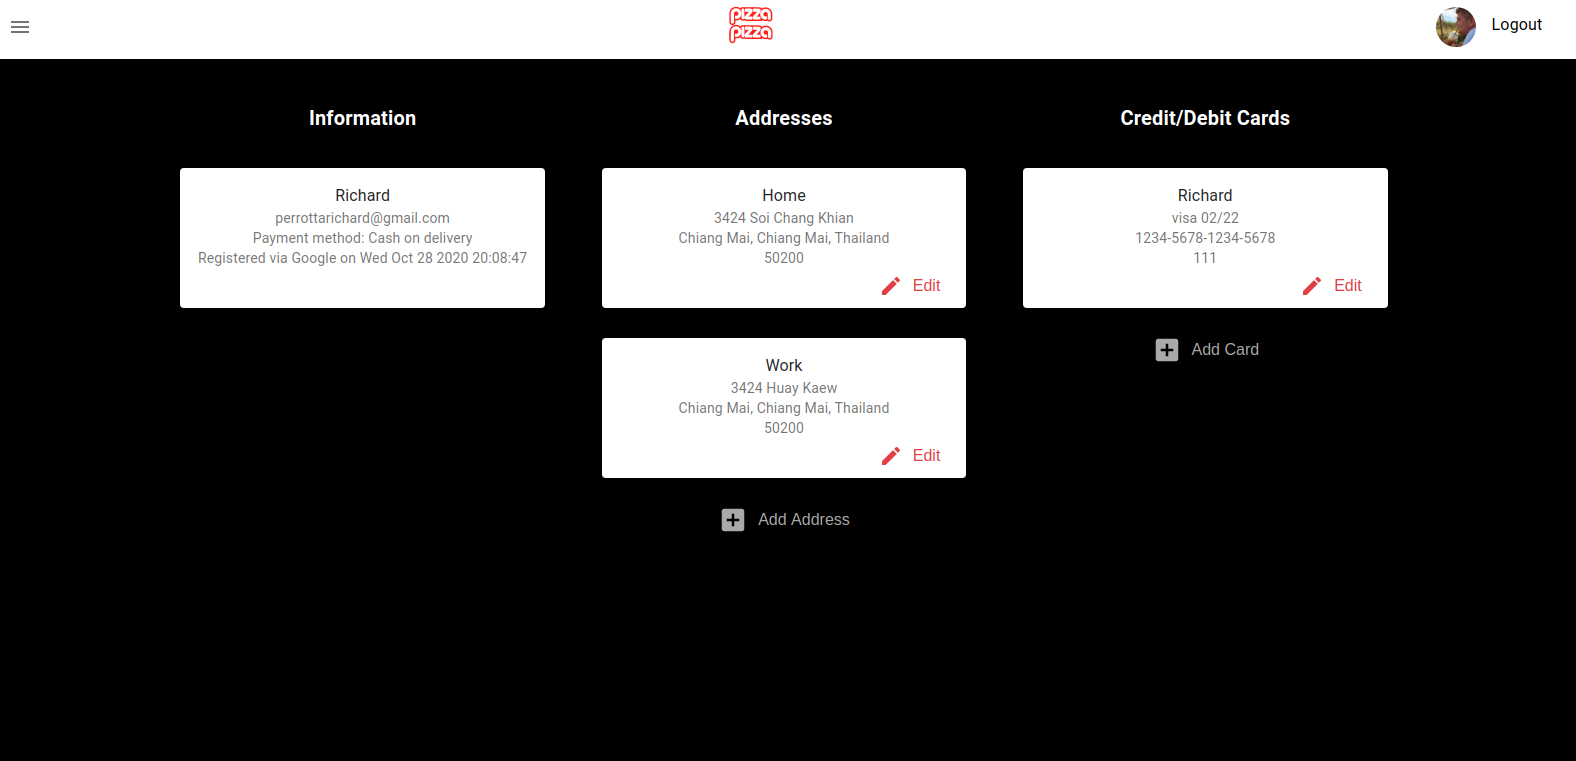 pizza
pizza
Logout
Information
Richard
perrottarichard@gmail.com
Payment method: Cash on delivery
Registered via Google on Wed Oct 28 2020 20:08:47
Addresses
Home
3424 Soi Chang Khian
Chiang Mai, Chiang Mai, Thailand
50200
Edit
Work
3424 Huay Kaew
Chiang Mai, Chiang Mai, Thailand
50200
Edit
Add Address
Credit/Debit Cards
Richard
visa 02/22
1234-5678-1234-5678
111
Edit
Add Card